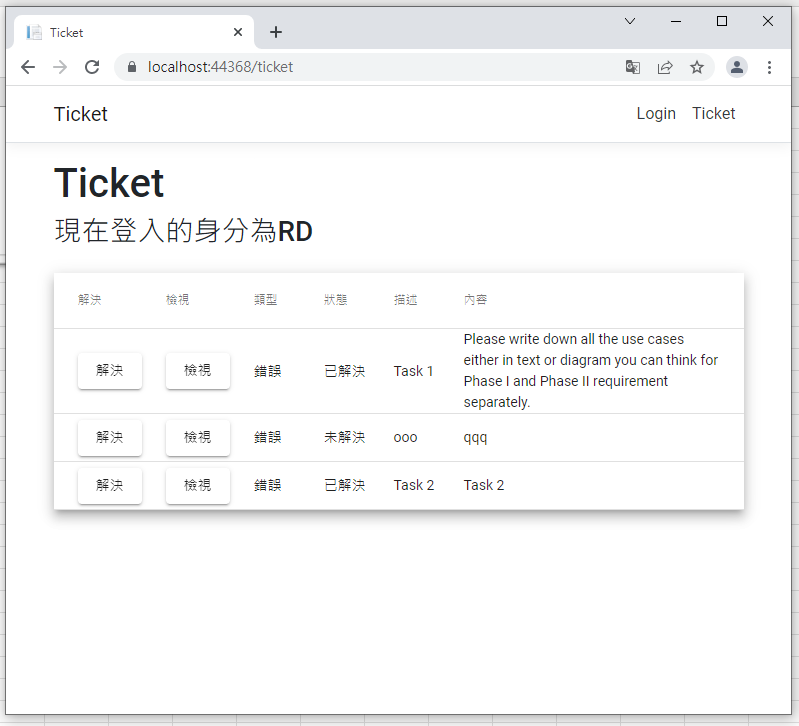 Ticket
localhost:44368/ticket
Ticket Login Ticket
Ticket
現在登入的身分為RD
解決 檢視 類型 狀態 描述 內容
解決 檢視 錯誤 已解決 Task 1 Please write down all the use cases
either in text or diagram you can think for
Phase I and Phase II requirement
separately.
解決 檢視 錯誤 未解決 ooo qqq
解決 檢視 錯誤 已解決 Task 2 Task 2